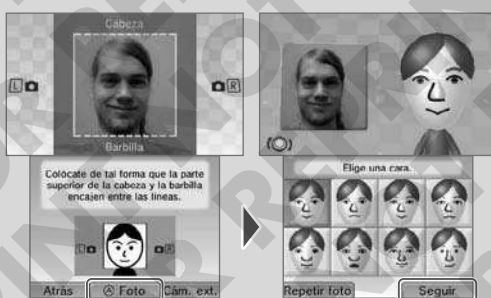 Cabeza
L R
Barbilla
Colócate de tal forma que la parte
superior de la cabeza y la barbilla
encajen entre las líneas.
L R
Atrás
A Foto
Cám. ext.
Elige una cara.
Repetir foto
Seguir